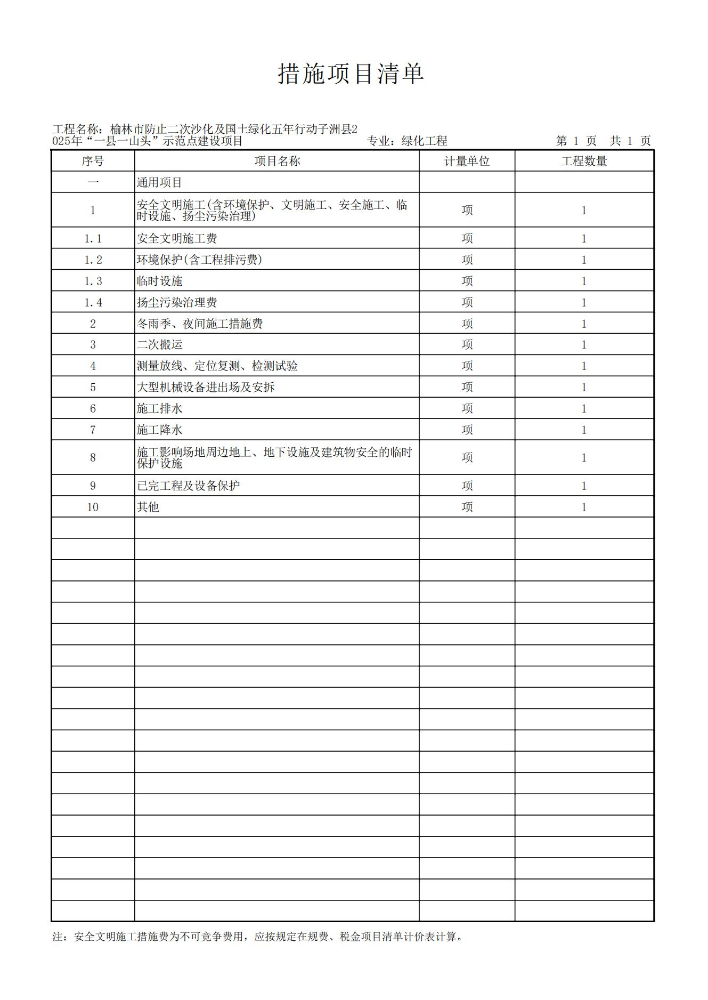 措施项目清单
工程名称：榆林市防止二次沙化及国土绿化五年行动子洲县2
025年“一县一山头”示范点建设项目 专业：绿化工程 第 1 页 共 1 页
序号 项目名称 计量单位 工程数量
一 通用项目
1 安全文明施工(含环境保护、文明施工、安全施工、临
时设施、扬尘污染治理) 项 1
1.1 安全文明施工费 项 1
1.2 环境保护(含工程排污费) 项 1
1.3 临时设施 项 1
1.4 扬尘污染治理费 项 1
2 冬雨季、夜间施工措施费 项 1
3 二次搬运 项 1
4 测量放线、定位复测、检测试验 项 1
5 大型机械设备进出场及安拆 项 1
6 施工排水 项 1
7 施工降水 项 1
8 施工影响场地周边地上、地下设施及建筑物安全的临时
保护设施 项 1
9 已完工程及设备保护 项 1
10 其他 项 1
注：安全文明施工措施费为不可竞争费用，应按规定在规费、税金项目清单计价表计算。